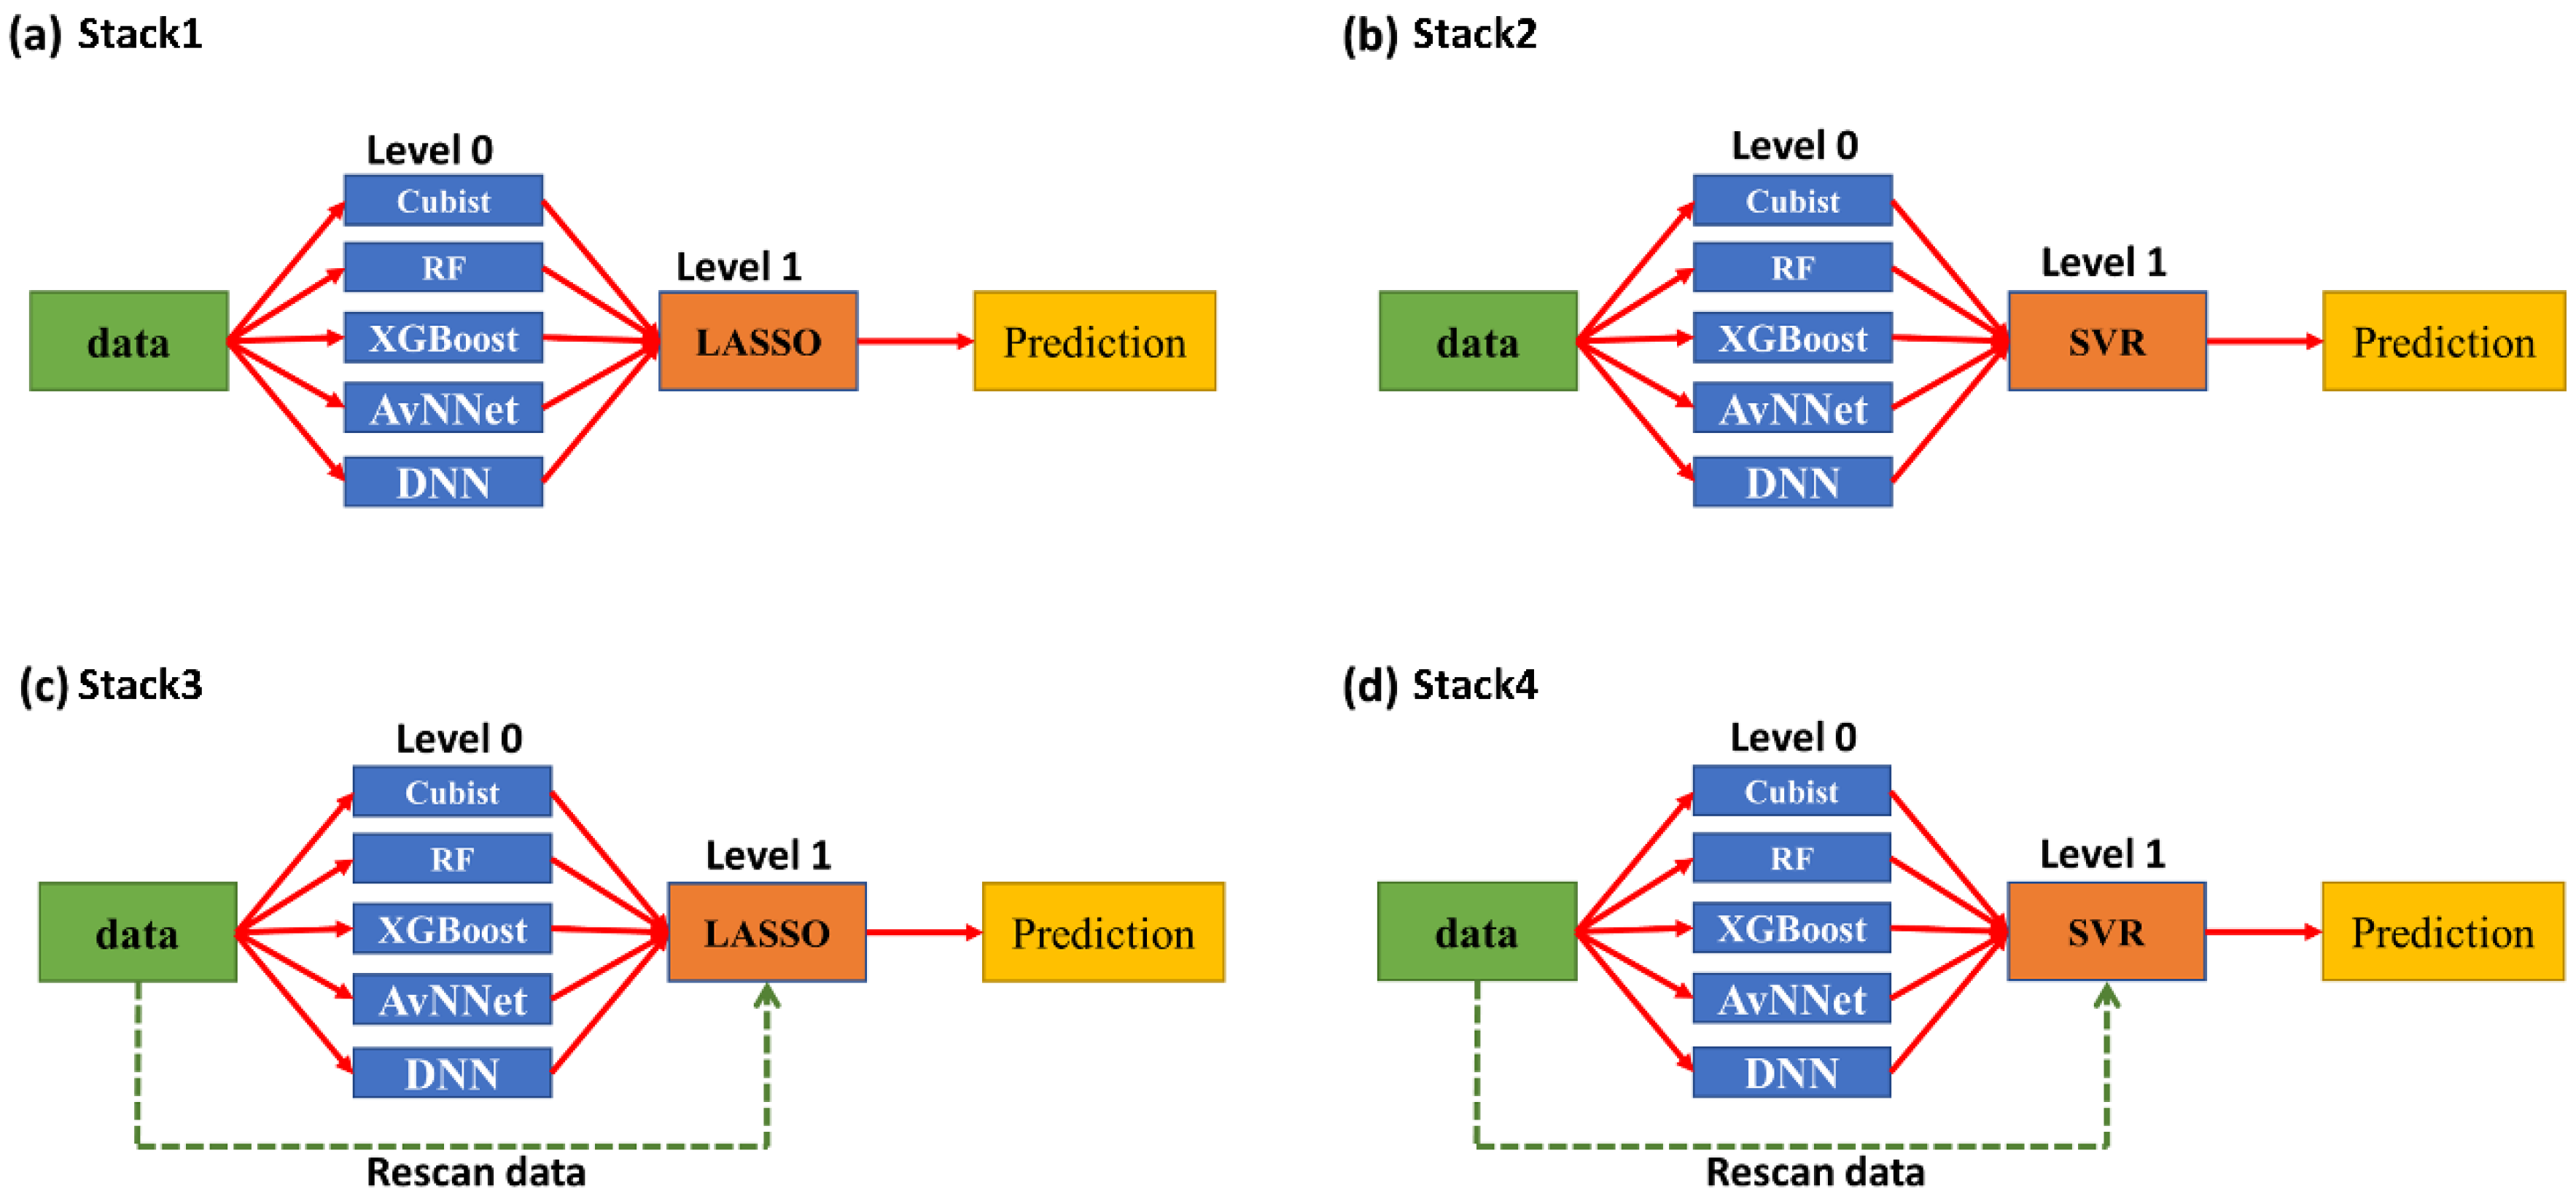 (a) Stack1
Level 0
Cubist
RF
XGBoost
AvNNet
DNN
data
Level 1
LASSO
Prediction
(b) Stack2
Level 0
Cubist
RF
XGBoost
AvNNet
DNN
data
Level 1
SVR
Prediction
(c) Stack3
Level 0
Cubist
RF
XGBoost
AvNNet
DNN
data
Level 1
LASSO
Prediction
Rescan data
(d) Stack4
Level 0
Cubist
RF
XGBoost
AvNNet
DNN
data
Level 1
SVR
Prediction
Rescan data